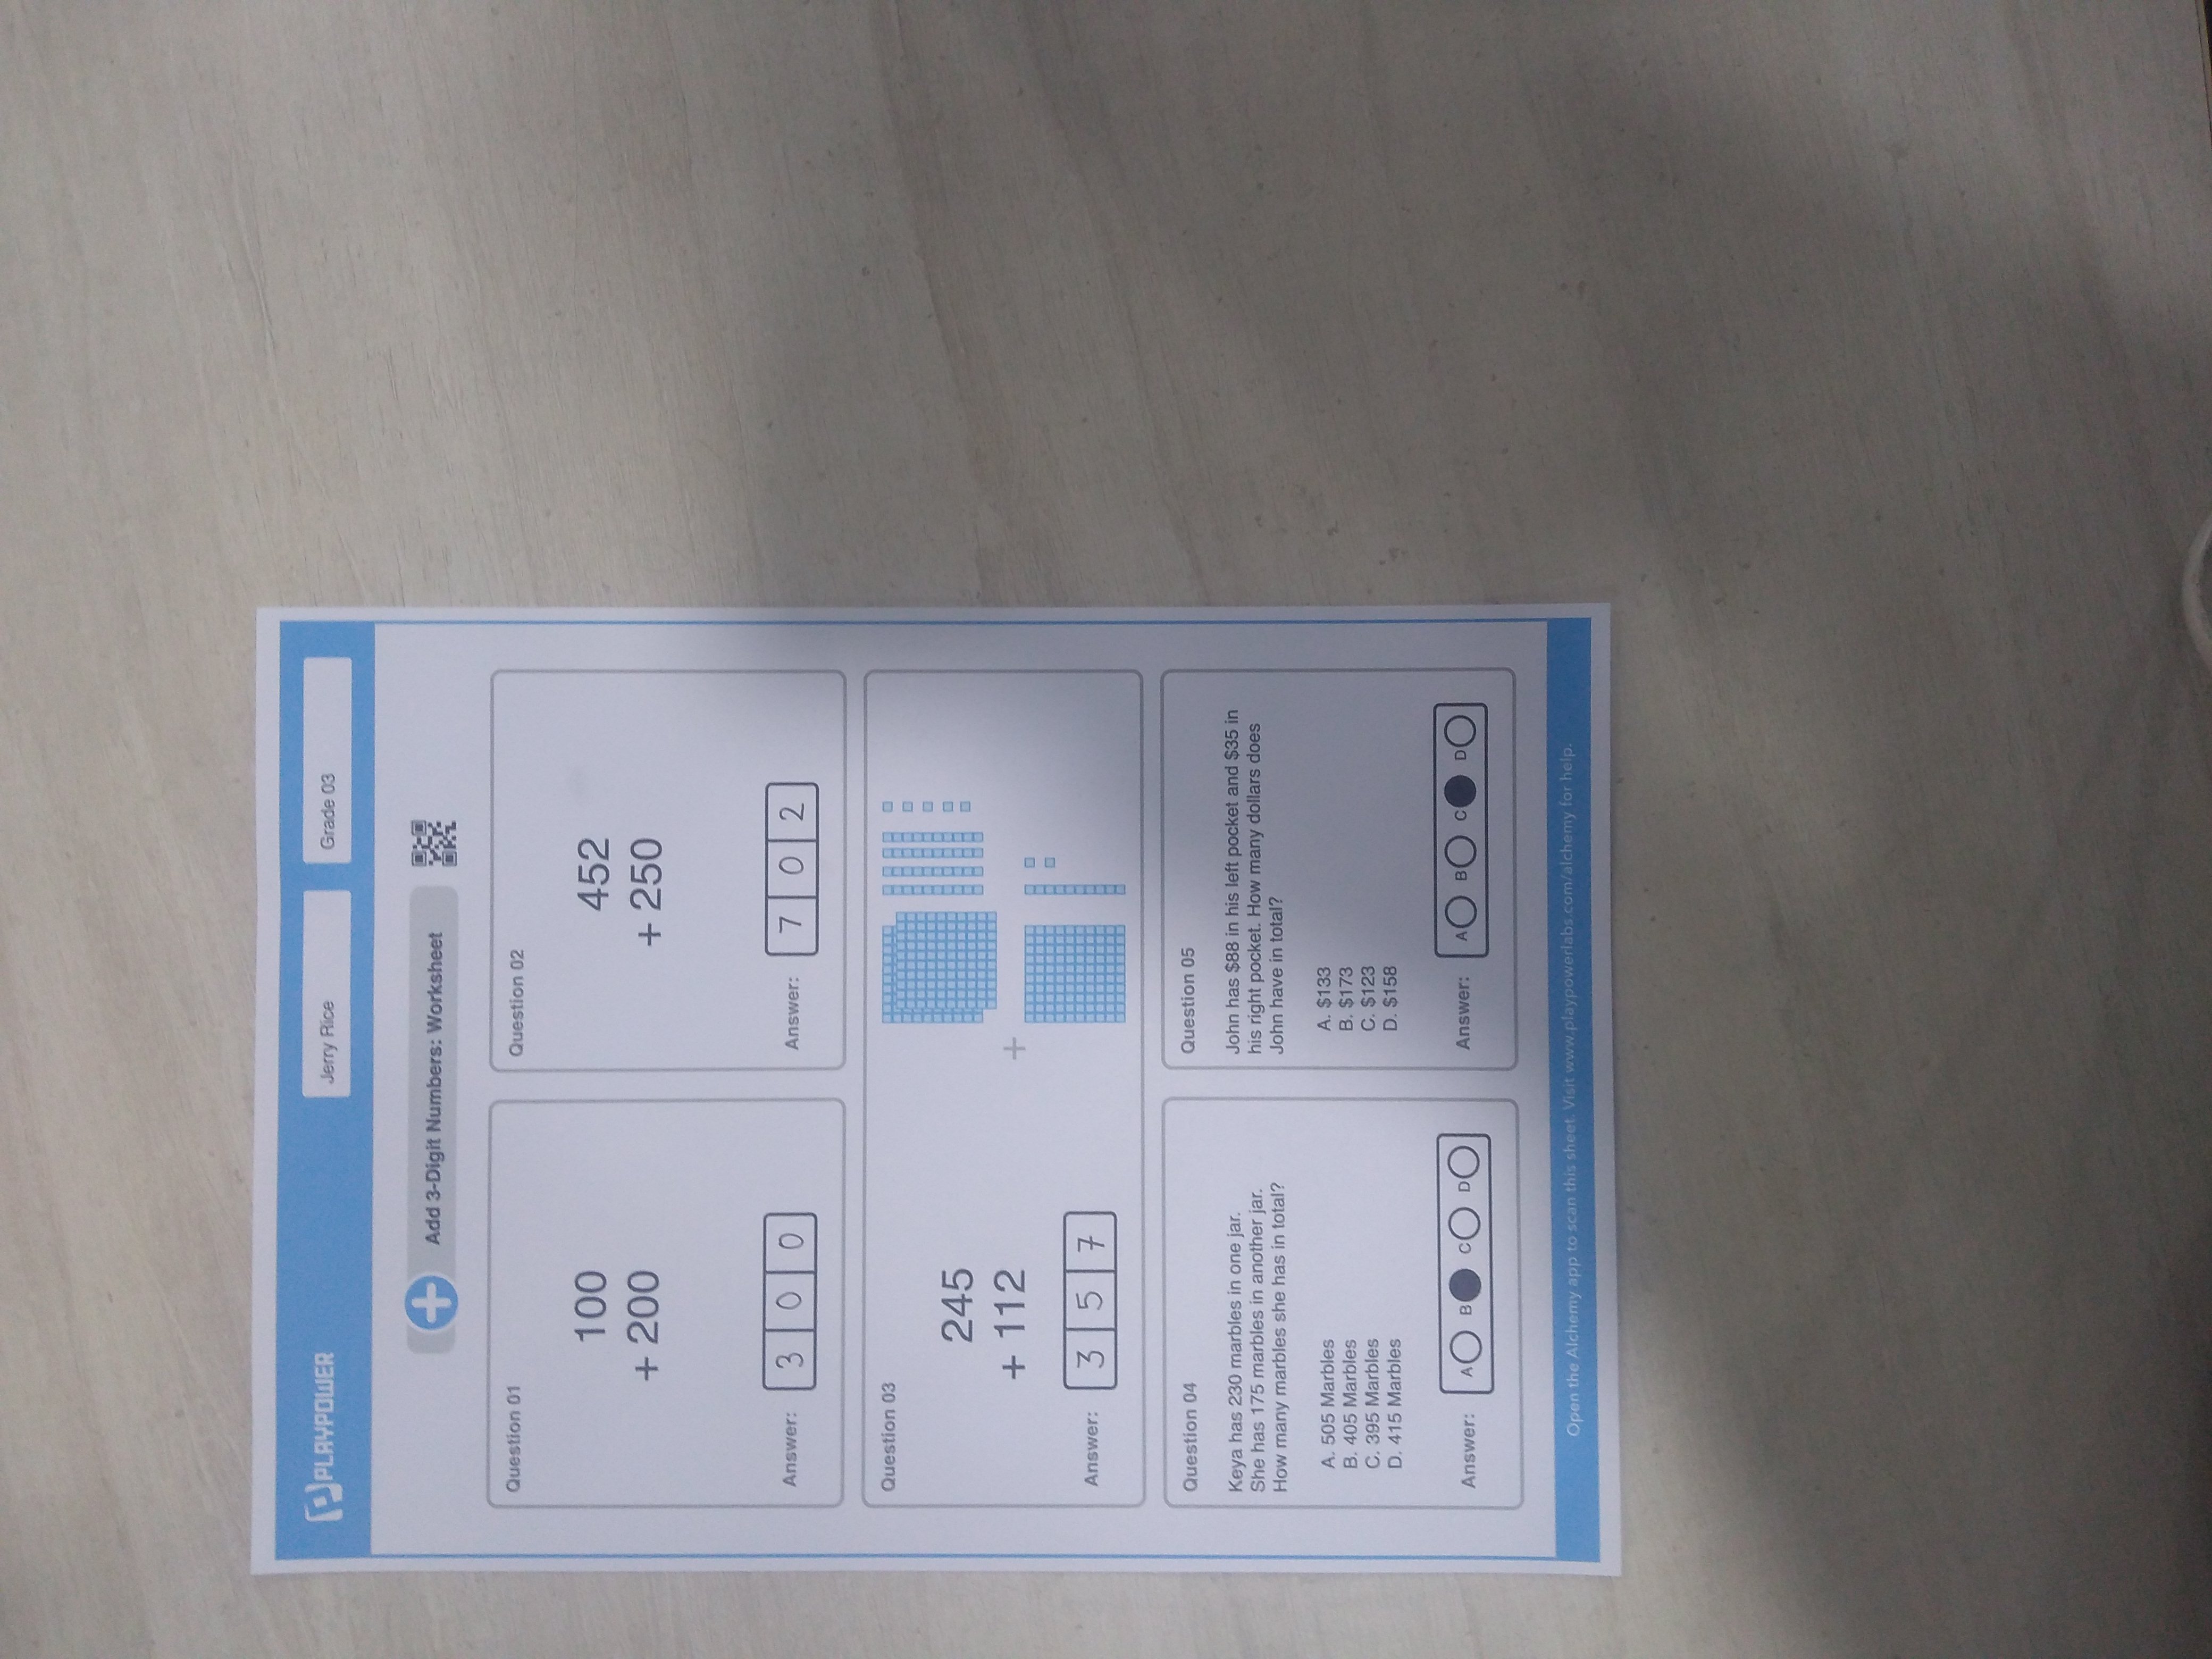 PLAYPOWER
Jerry Rice
Grade 03
Add 3-Digit Numbers: Worksheet
Question 01
100
+ 200
Answer: 3 0 0
Question 02
452
+ 250
Answer: 7 0 2
Question 03
245
+ 112
+
Answer: 3 5 7
Question 04
Keya has 230 marbles in one jar.
She has 175 marbles in another jar.
How many marbles she has in total?
A. 505 Marbles
B. 405 Marbles
C. 395 Marbles
D. 415 Marbles
Answer: A B C D
Question 05
John has $88 in his left pocket and $35 in
his right pocket. How many dollars does
John have in total?
A. $133
B. $173
C. $123
D. $158
Answer: A B C D
Open the Alchemy app to scan this sheet. Visit www.playpowerlabs.com/alchemy for help.